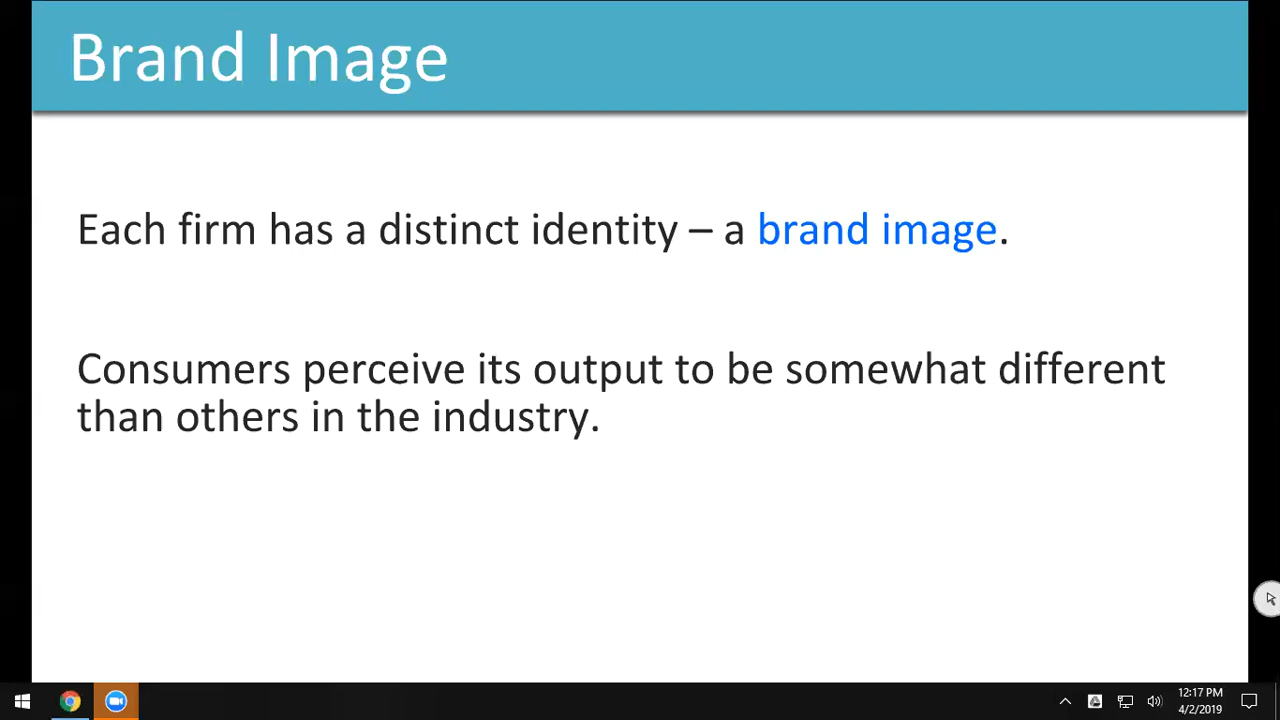 Brand Image
Each firm has a distinct identity – a brand image.
Consumers perceive its output to be somewhat different
than others in the industry.
12:17 PM
4/2/2019